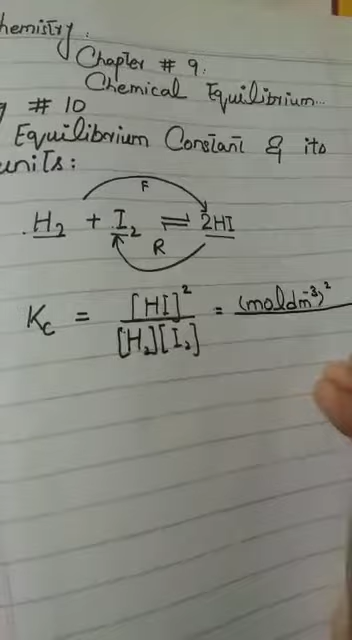 hemistry.
Chapter # 9.
Chemical Equilibrium...
# 10
Equilibrium Constant & its
units:
F
H₂ + I₂ ⇌ 2HI
R
Kc = [HI]² / [H₂][I₂] = (moldm⁻³)²